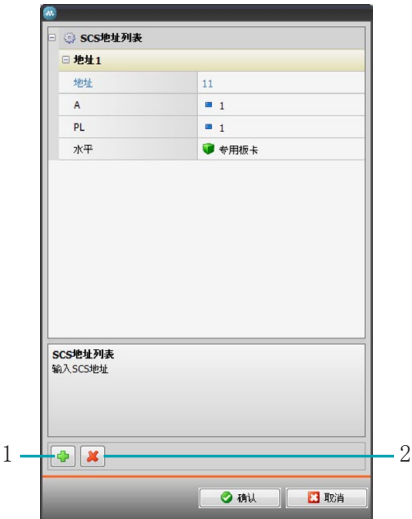 SCS地址列表
地址1
地址 11
A 1
PL 1
水平 专用板卡
SCS地址列表
输入SCS地址
1 2
确认 取消